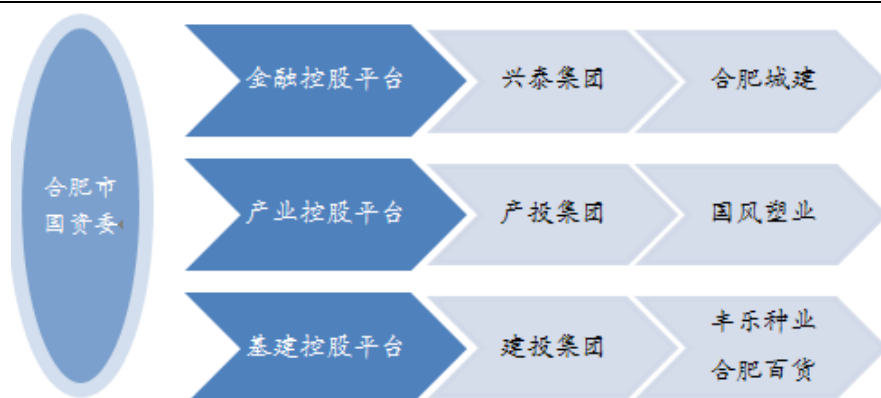 合肥市
国资委
金融控股平台
兴泰集团
合肥城建
产业控股平台
产投集团
国风塑业
基建控股平台
建投集团
丰乐种业
合肥百货